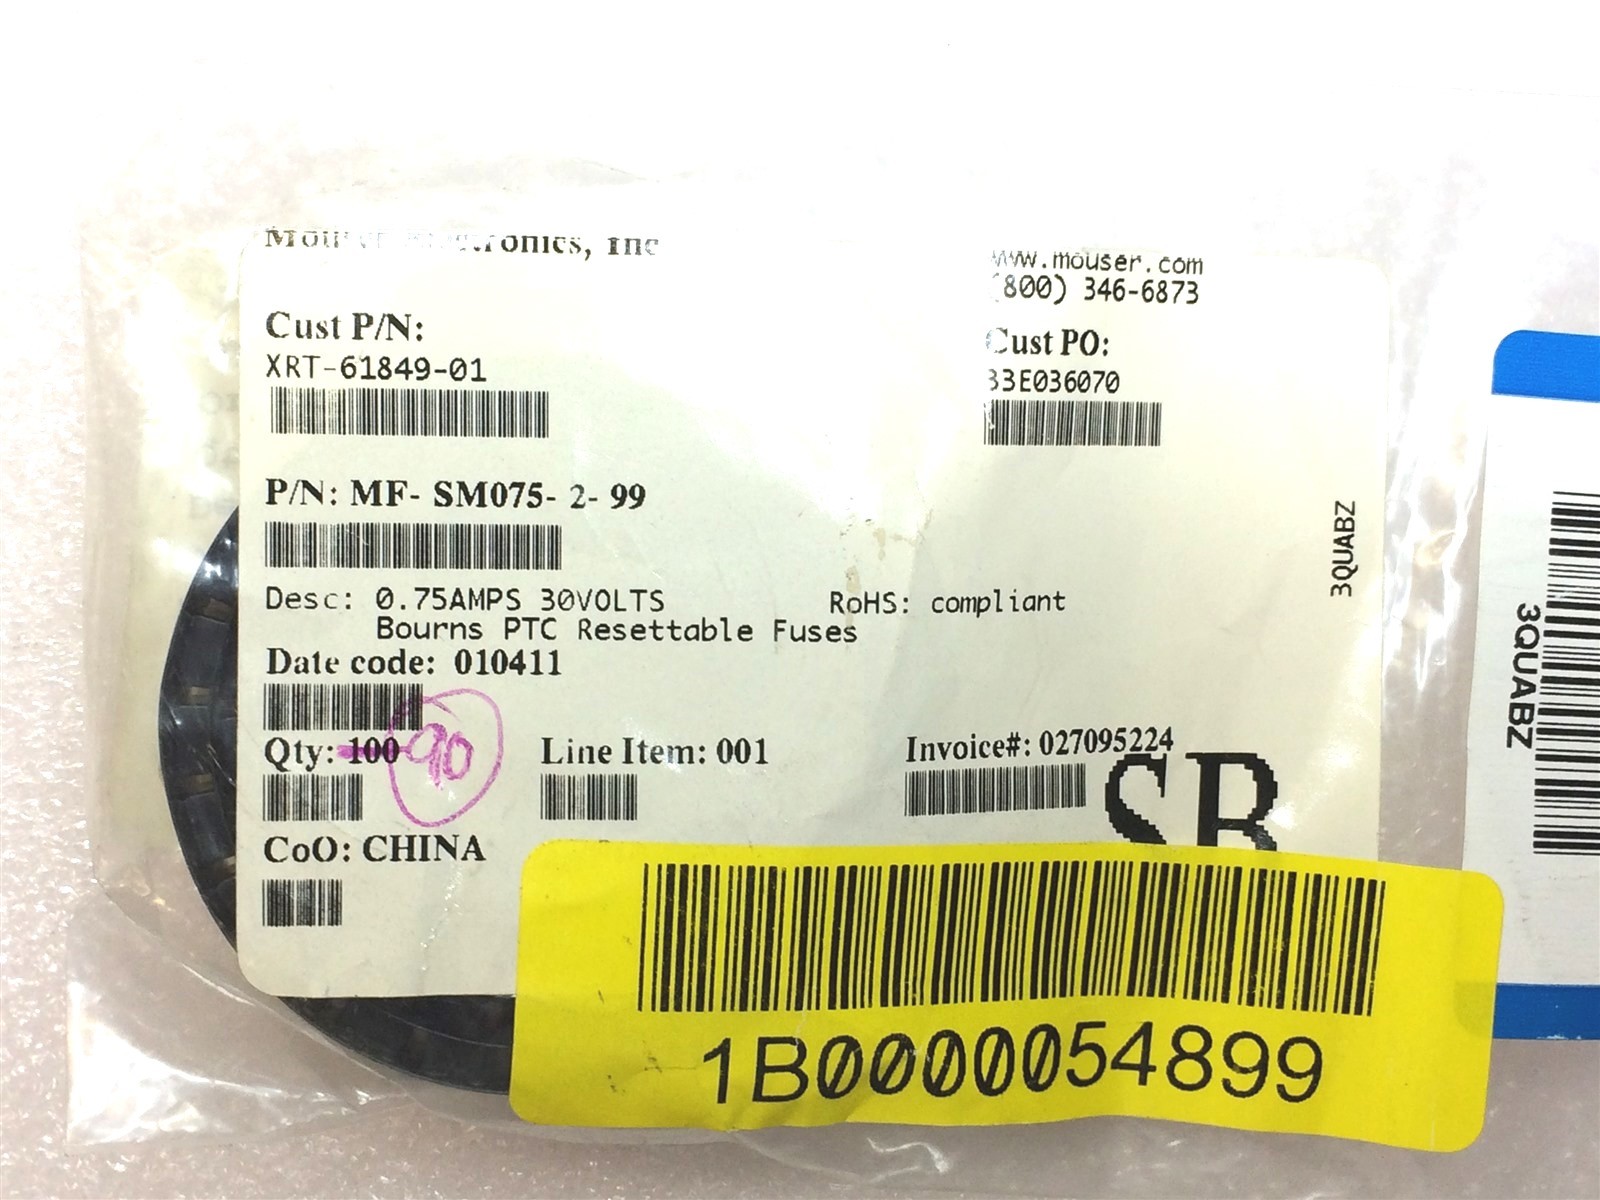 Mouser Electronics, Inc
www.mouser.com
(800) 346-6873
Cust P/N:
XRT-61849-01
Cust PO:
33E036070
P/N: MF- SM075- 2- 99
Desc: 0.75AMPS 30VOLTS
RoHS: compliant
Bourns PTC Resettable Fuses
Date code: 010411
Qty: 100 90
Line Item: 001
Invoice#: 027095224
SB
CoO: CHINA
3QUABZ
3QUABZ
1B0000054899